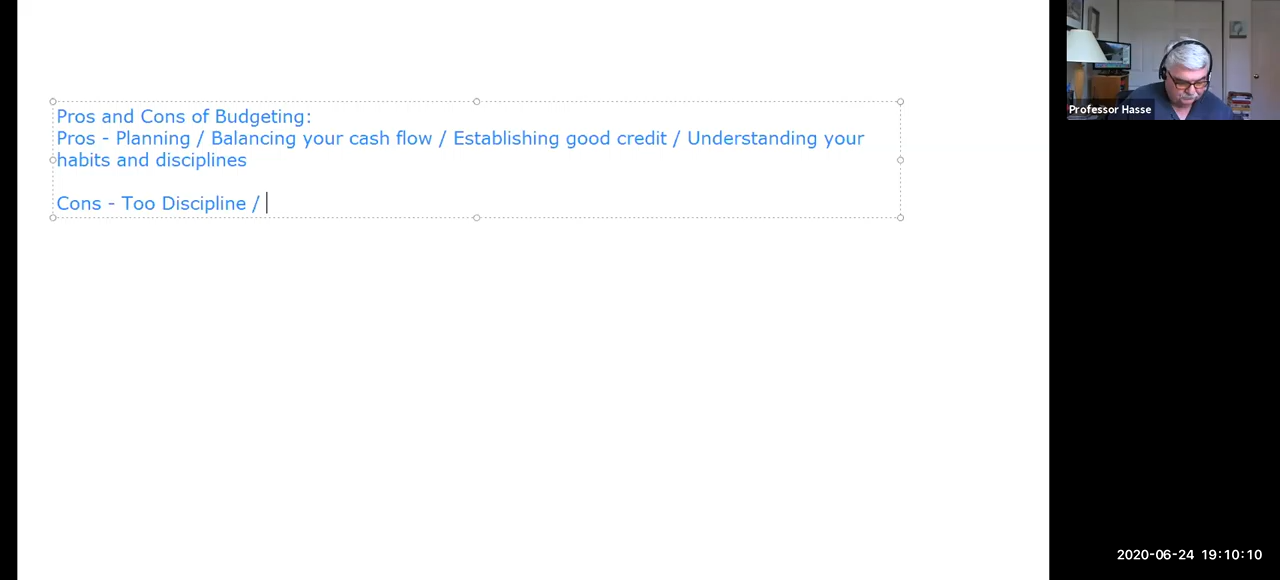 Pros and Cons of Budgeting:
Pros - Planning / Balancing your cash flow / Establishing good credit / Understanding your
habits and disciplines
Cons - Too Discipline /
Professor Hasse
2020-06-24 19:10:10